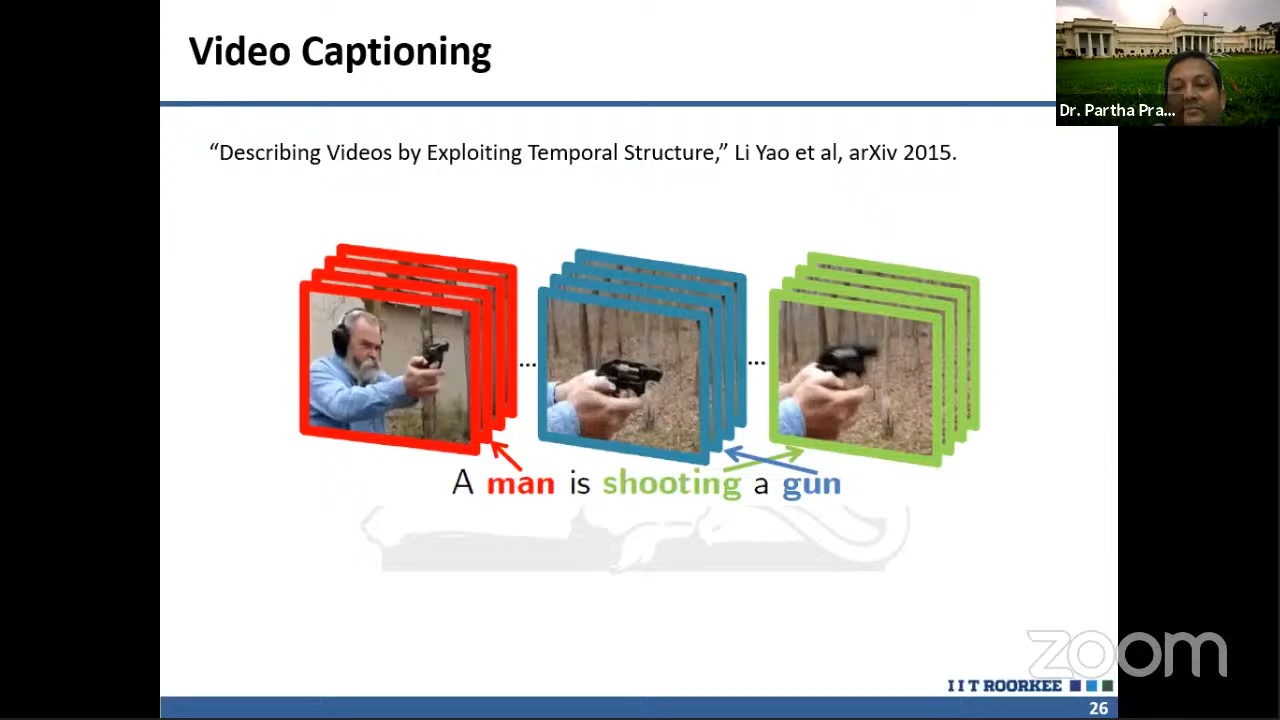 Video Captioning
Dr. Partha Pra...
“Describing Videos by Exploiting Temporal Structure,” Li Yao et al, arXiv 2015.
... ...
A man is shooting a gun
zoom
I I T ROORKEE
26